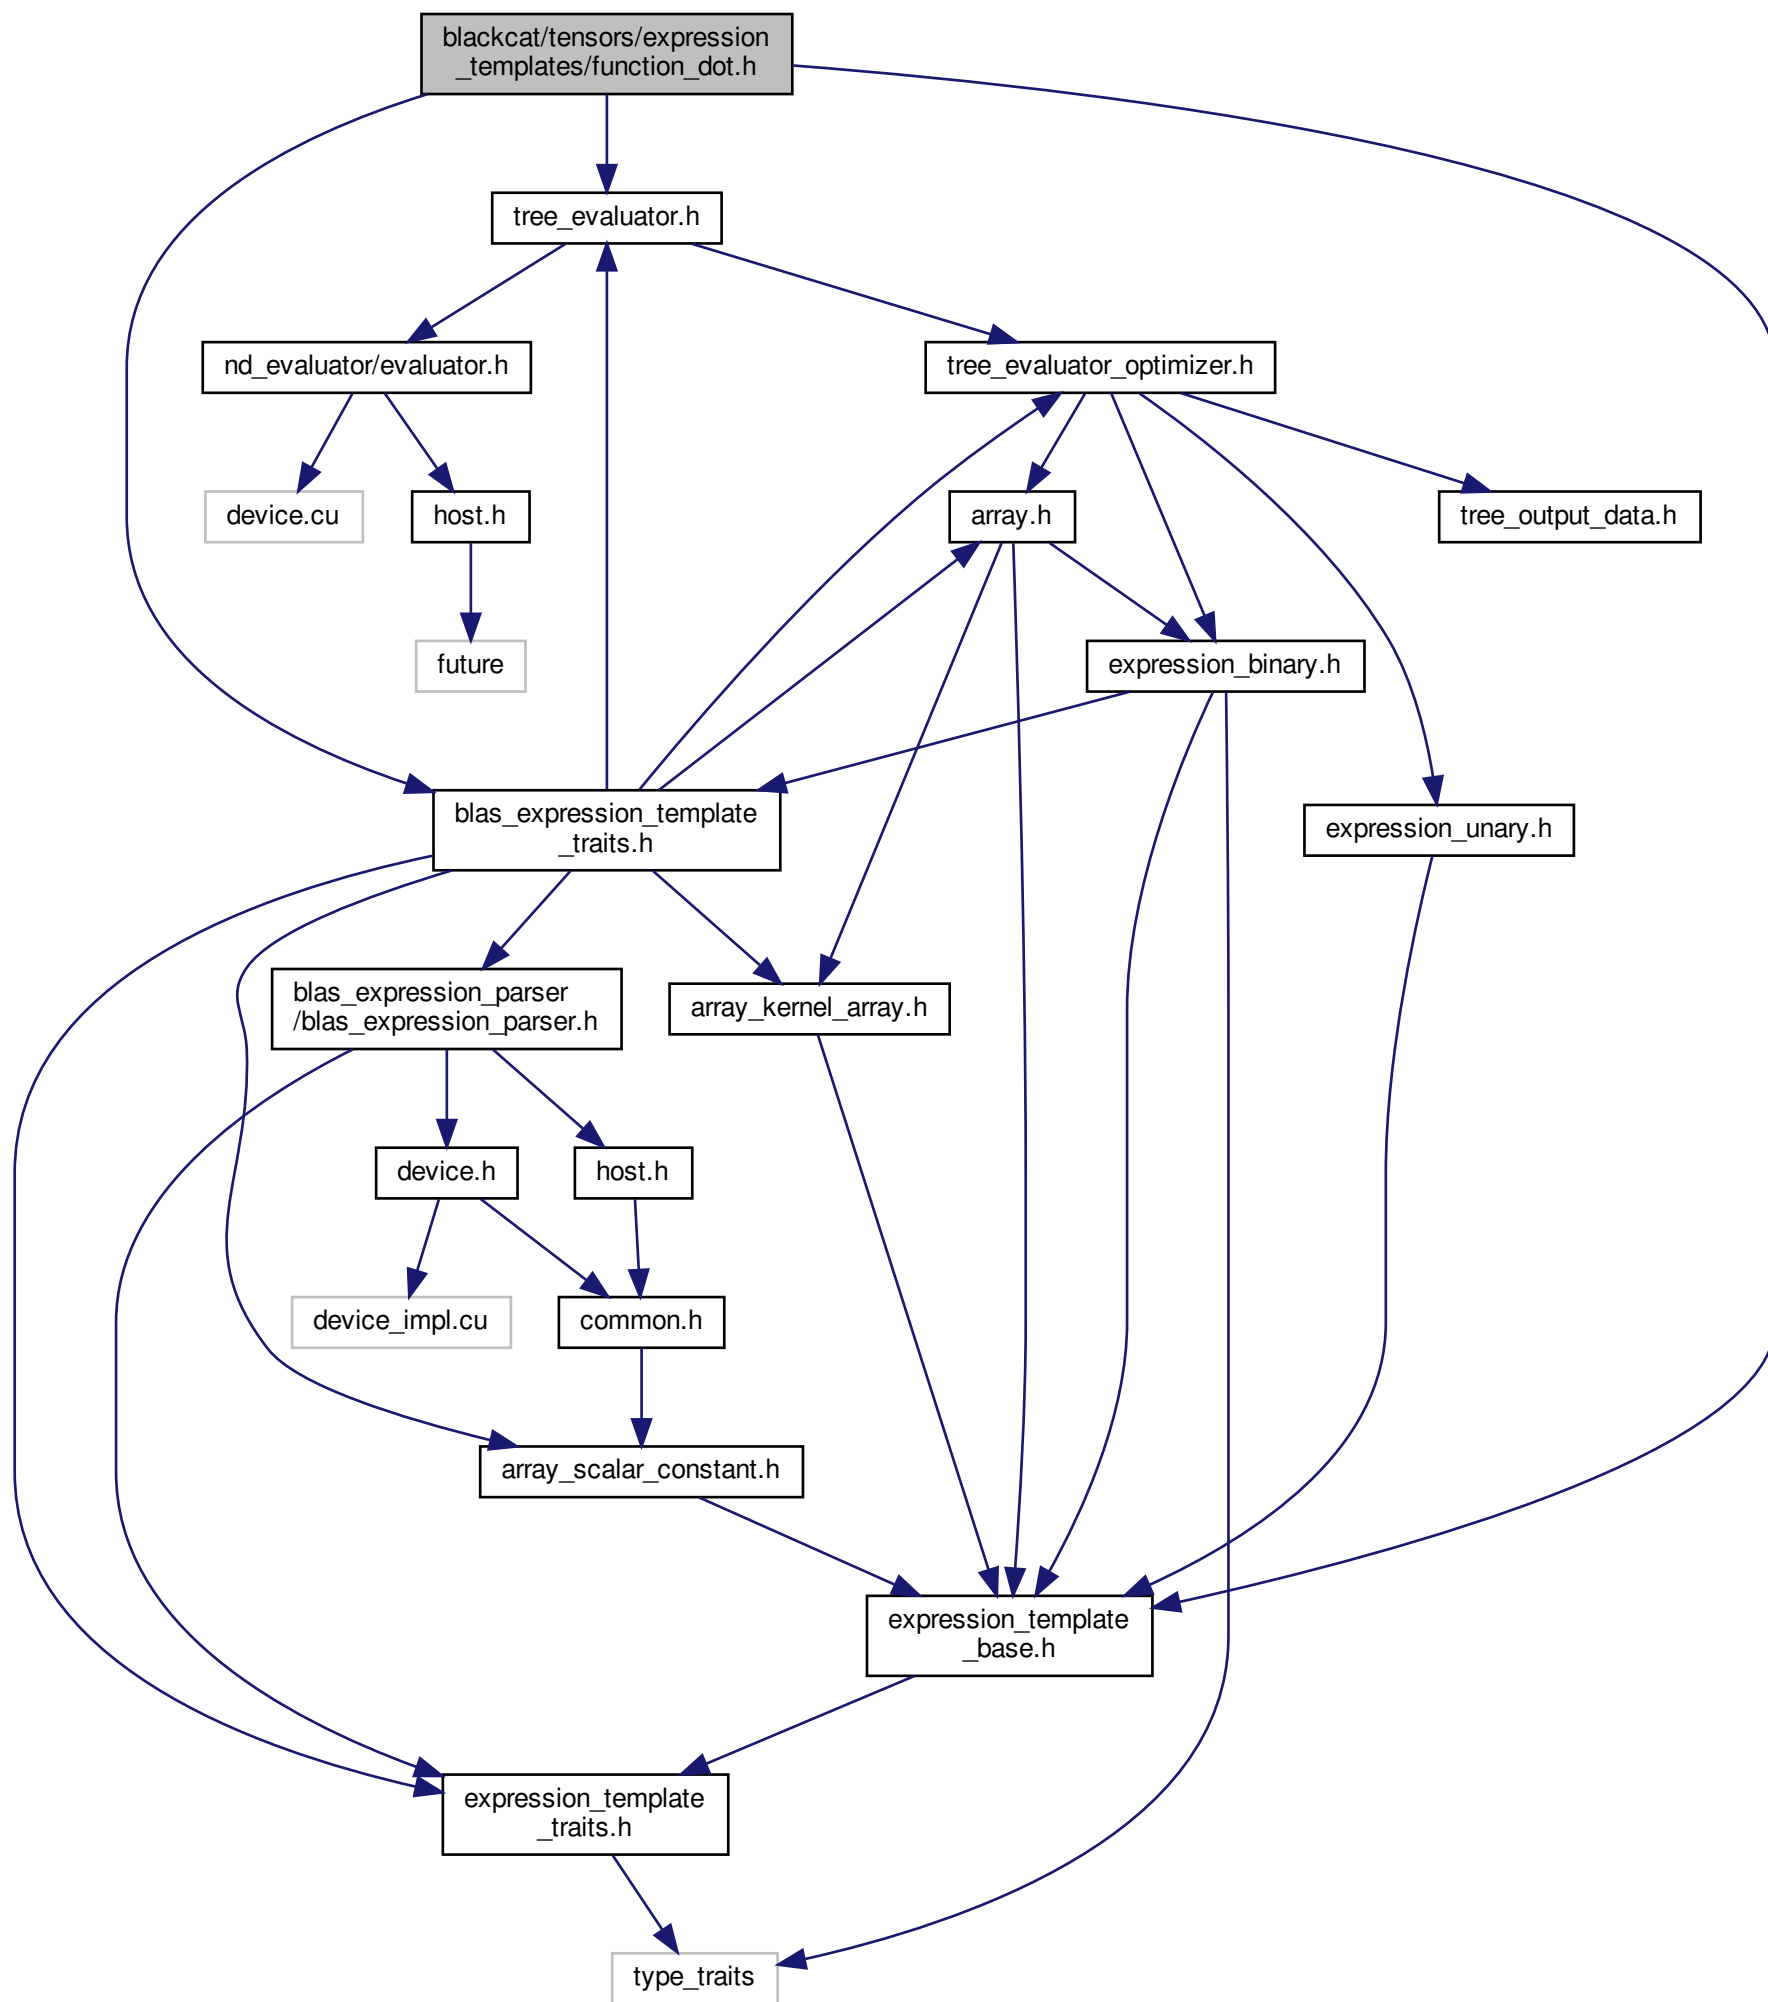 blackcat/tensors/expression
_templates/function_dot.h
tree_evaluator.h
nd_evaluator/evaluator.h
tree_evaluator_optimizer.h
device.cu
host.h
array.h
tree_output_data.h
future
expression_binary.h
blas_expression_template
_traits.h
expression_unary.h
blas_expression_parser
/blas_expression_parser.h
array_kernel_array.h
device.h
host.h
device_impl.cu
common.h
array_scalar_constant.h
expression_template
_base.h
expression_template
_traits.h
type_traits